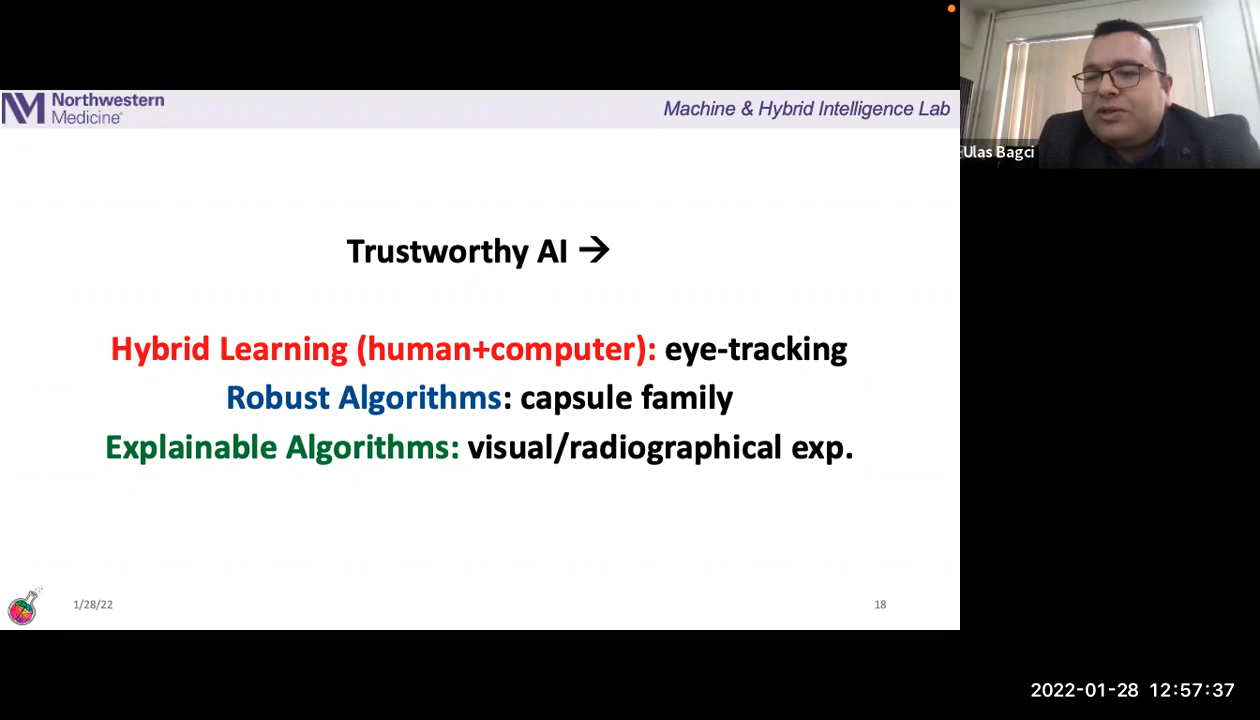 Northwestern
Medicine®
Machine & Hybrid Intelligence Lab
Ulas Bagci
Trustworthy AI →
Hybrid Learning (human+computer): eye-tracking
Robust Algorithms: capsule family
Explainable Algorithms: visual/radiographical exp.
1/28/22
18
2022-01-28 12:57:37